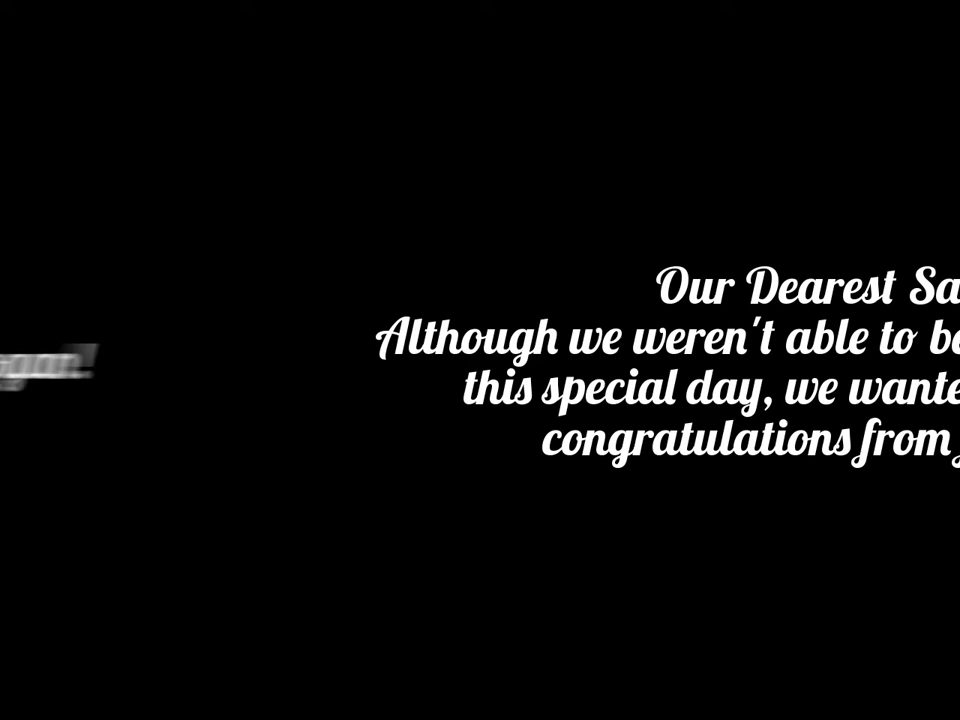 Our Dearest Sa
Although we weren't able to be
this special day, we wante
congratulations from